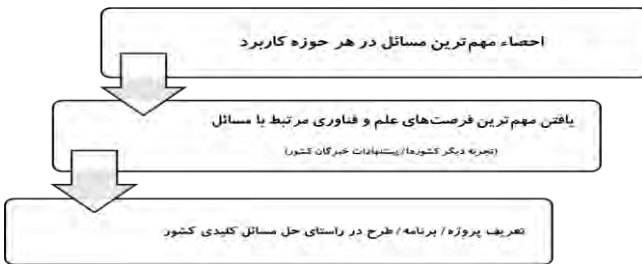 احصاء مهم‌ترین مسائل در هر حوزه کاربرد
یافتن مهم‌ترین فرصت‌های علم و فناوری مرتبط با مسائل
(تجربه دیگر کشورها/پیشنهادات خبرگان کشور)
تعریف پروژه/ برنامه/ طرح در راستای حل مسائل کلیدی کشور